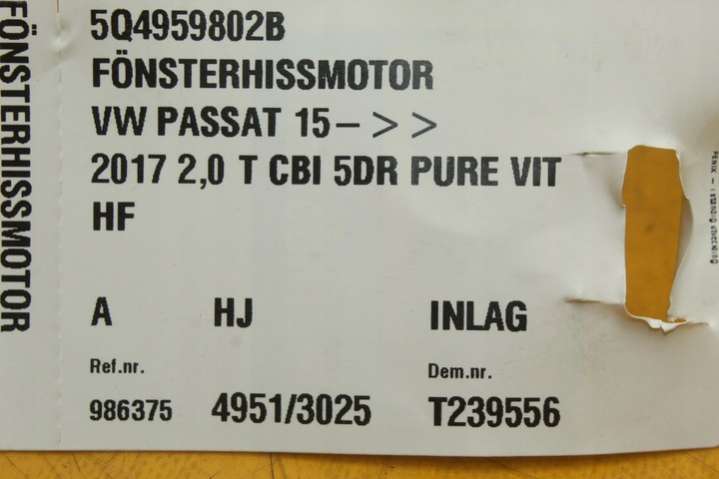 FÖNSTERHISSMOTOR
5Q4959802B
FÖNSTERHISSMOTOR
VW PASSAT 15– > >
2017 2,0 T CBI 5DR PURE VIT
HF
A HJ INLAG
Ref.nr. Dem.nr.
986375 4951/3025 T239556